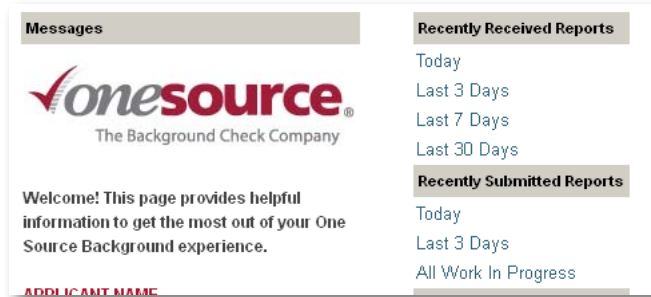 Messages
onesource®
The Background Check Company
Welcome! This page provides helpful
information to get the most out of your One
Source Background experience.
APPLICANT NAME
Recently Received Reports
Today
Last 3 Days
Last 7 Days
Last 30 Days
Recently Submitted Reports
Today
Last 3 Days
All Work In Progress